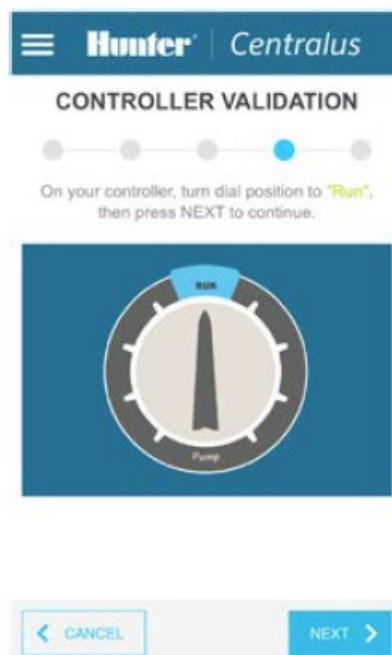 Hunter | Centralus
CONTROLLER VALIDATION
On your controller, turn dial position to "Run",
then press NEXT to continue.
RUN
Pump
CANCEL
NEXT